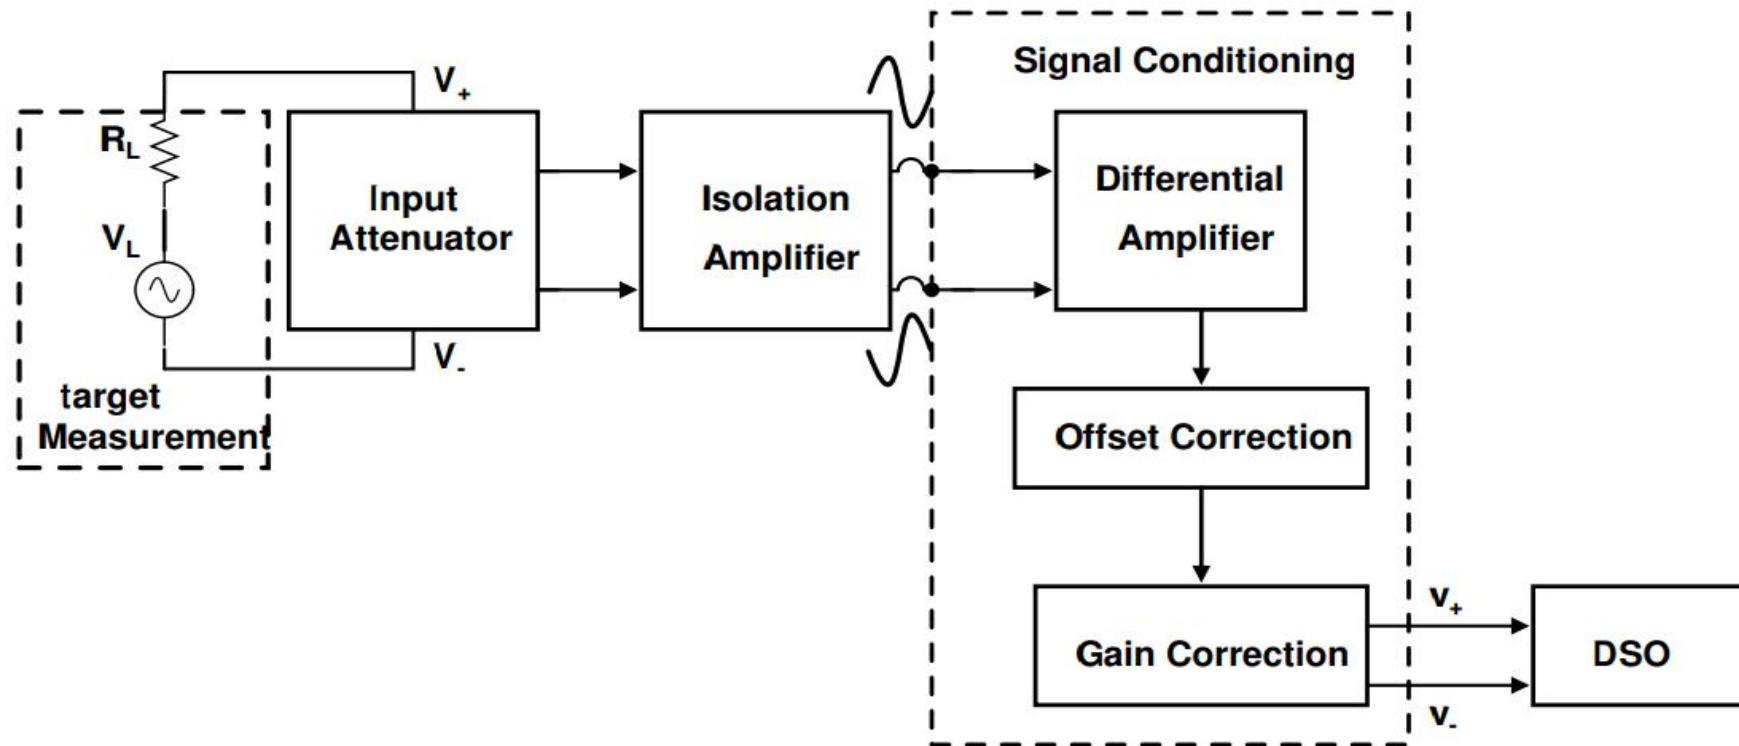 Signal Conditioning
V+
RL
Input
Attenuator
Isolation
Amplifier
Differential
Amplifier
VL
V-
target
Measurement
Offset Correction
Gain Correction
v+
v-
DSO